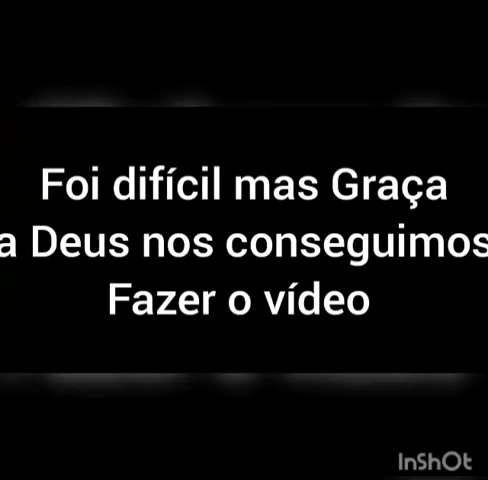 Foi difícil mas Graça
a Deus nos conseguimos
Fazer o vídeo
InShOt